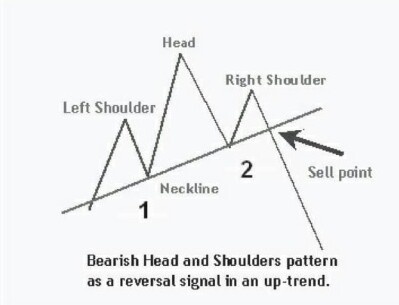 Head
Right Shoulder
Left Shoulder
Sell point
Neckline
1
2
Bearish Head and Shoulders pattern
as a reversal signal in an up-trend.